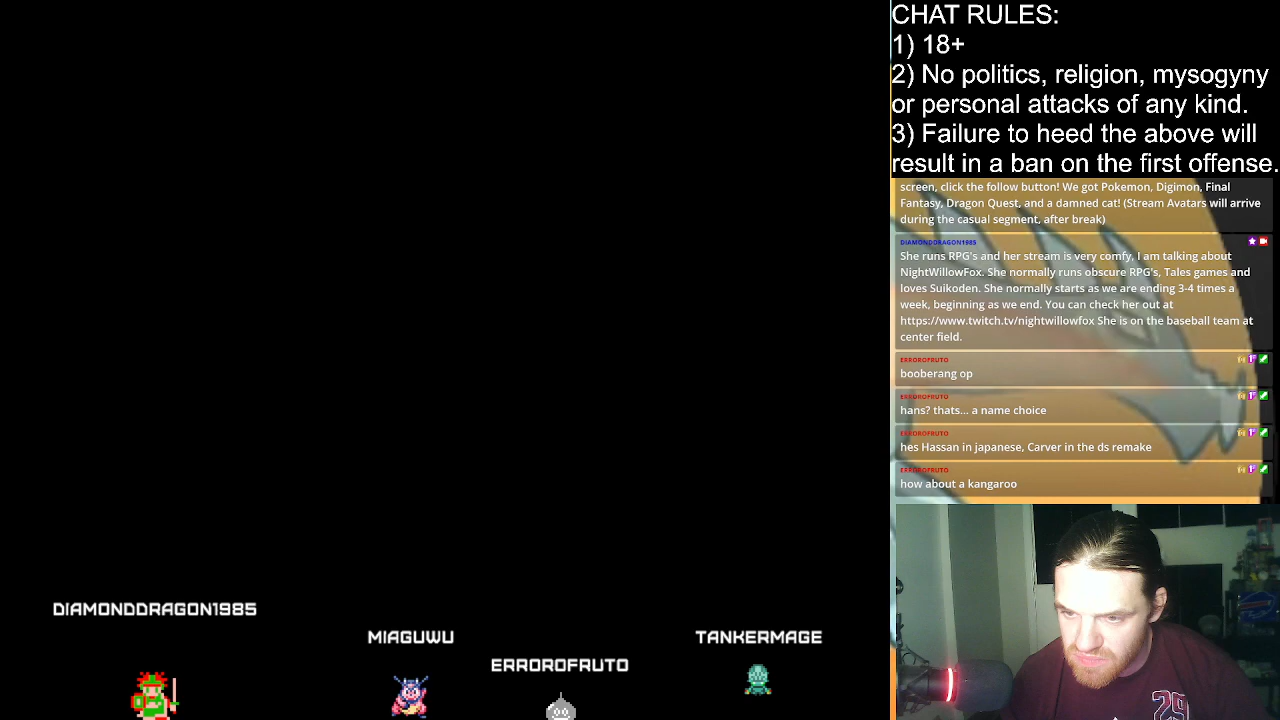 CHAT RULES:
1) 18+
2) No politics, religion, mysogyny
or personal attacks of any kind.
3) Failure to heed the above will
result in a ban on the first offense.
screen, click the follow button! We got Pokemon, Digimon, Final
Fantasy, Dragon Quest, and a damned cat! (Stream Avatars will arrive
during the casual segment, after break)
DIAMONDDRAGON1985
She runs RPG's and her stream is very comfy, I am talking about
NightWillowFox. She normally runs obscure RPG's, Tales games and
loves Suikoden. She normally starts as we are ending 3-4 times a
week, beginning as we end. You can check her out at
https://www.twitch.tv/nightwillowfox She is on the baseball team at
center field.
ERROROFRUTO
booberang op
ERROROFRUTO
hans? thats... a name choice
ERROROFRUTO
hes Hassan in japanese, Carver in the ds remake
ERROROFRUTO
how about a kangaroo
DIAMONDDRAGON1985
MIAGUWU
ERROROFRUTO
TANKERMAGE
29